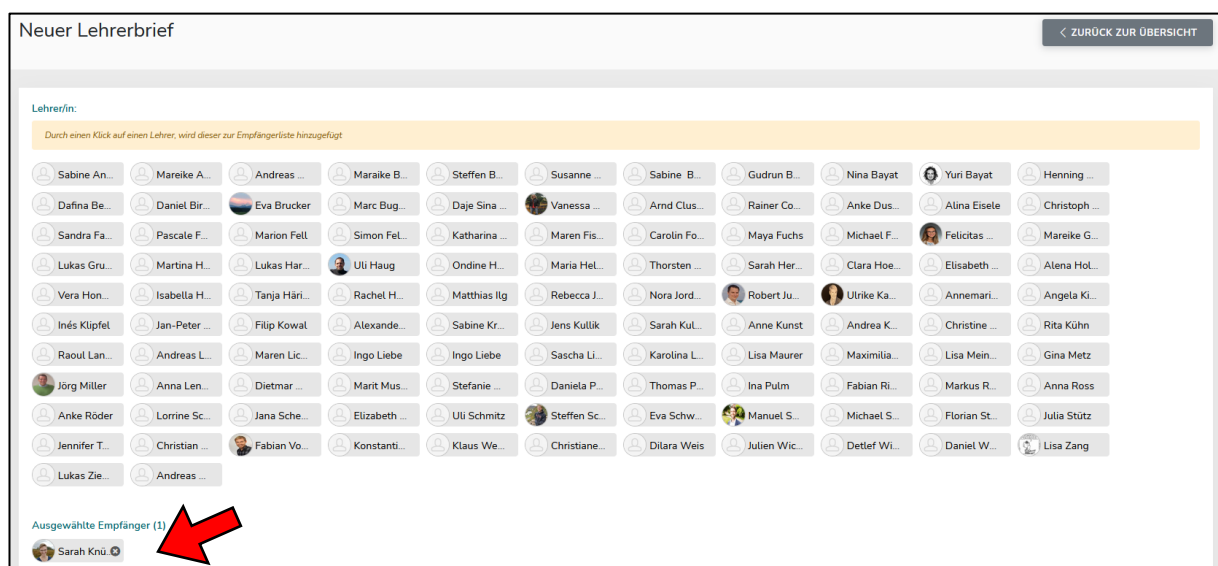 Neuer Lehrerbrief
< ZURÜCK ZUR ÜBERSICHT
Lehrer/in:
Durch einen Klick auf einen Lehrer, wird dieser zur Empfängerliste hinzugefügt
Sabine An... Mareike A... Andreas ... Maraike B... Steffen B... Susanne ... Sabine B... Gudrun B... Nina Bayat Yuri Bayat Henning ...
Dafina Be... Daniel Bir... Eva Brucker Marc Bug... Daje Sina ... Vanessa ... Arnd Clus... Rainer Co... Anke Dus... Alina Eisele Christoph ...
Sandra Fa... Pascale F... Marion Fell Simon Fel... Katharina ... Maren Fis... Carolin Fo... Maya Fuchs Michael F... Felicitas ... Mareike G...
Lukas Gru... Martina H... Lukas Har... Uli Haug Ondine H... Maria Hel... Thorsten ... Sarah Her... Clara Hoe... Elisabeth ... Alena Hol...
Vera Hon... Isabella H... Tanja Häri... Rachel H... Matthias Ilg Rebecca J... Nora Jord... Robert Ju... Ulrike Ka... Annemari... Angela Ki...
Inés Klipfel Jan-Peter ... Filip Kowal Alexande... Sabine Kr... Jens Kullik Sarah Kul... Anne Kunst Andrea K... Christine ... Rita Kühn
Raoul Lan... Andreas L... Maren Lic... Ingo Liebe Ingo Liebe Sascha Li... Karolina L... Lisa Maurer Maximilia... Lisa Mein... Gina Metz
Jörg Miller Anna Len... Dietmar ... Marit Mus... Stefanie ... Daniela P... Thomas P... Ina Pulm Fabian Ri... Markus R... Anna Ross
Anke Röder Lorrine Sc... Jana Sche... Elizabeth ... Uli Schmitz Steffen Sc... Eva Schw... Manuel S... Michael S... Florian St... Julia Stütz
Jennifer T... Christian ... Fabian Vo... Konstanti... Klaus We... Christiane... Dilara Weis Julien Wic... Detlef Wi... Daniel W... Lisa Zang
Lukas Zie... Andreas ...
Ausgewählte Empfänger (1)
Sarah Knü..